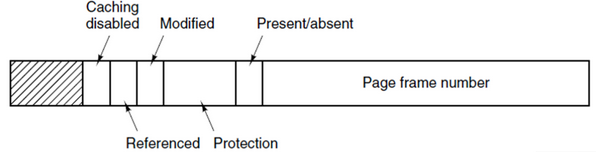 Caching
disabled Modified Present/absent
Page frame number
Referenced Protection